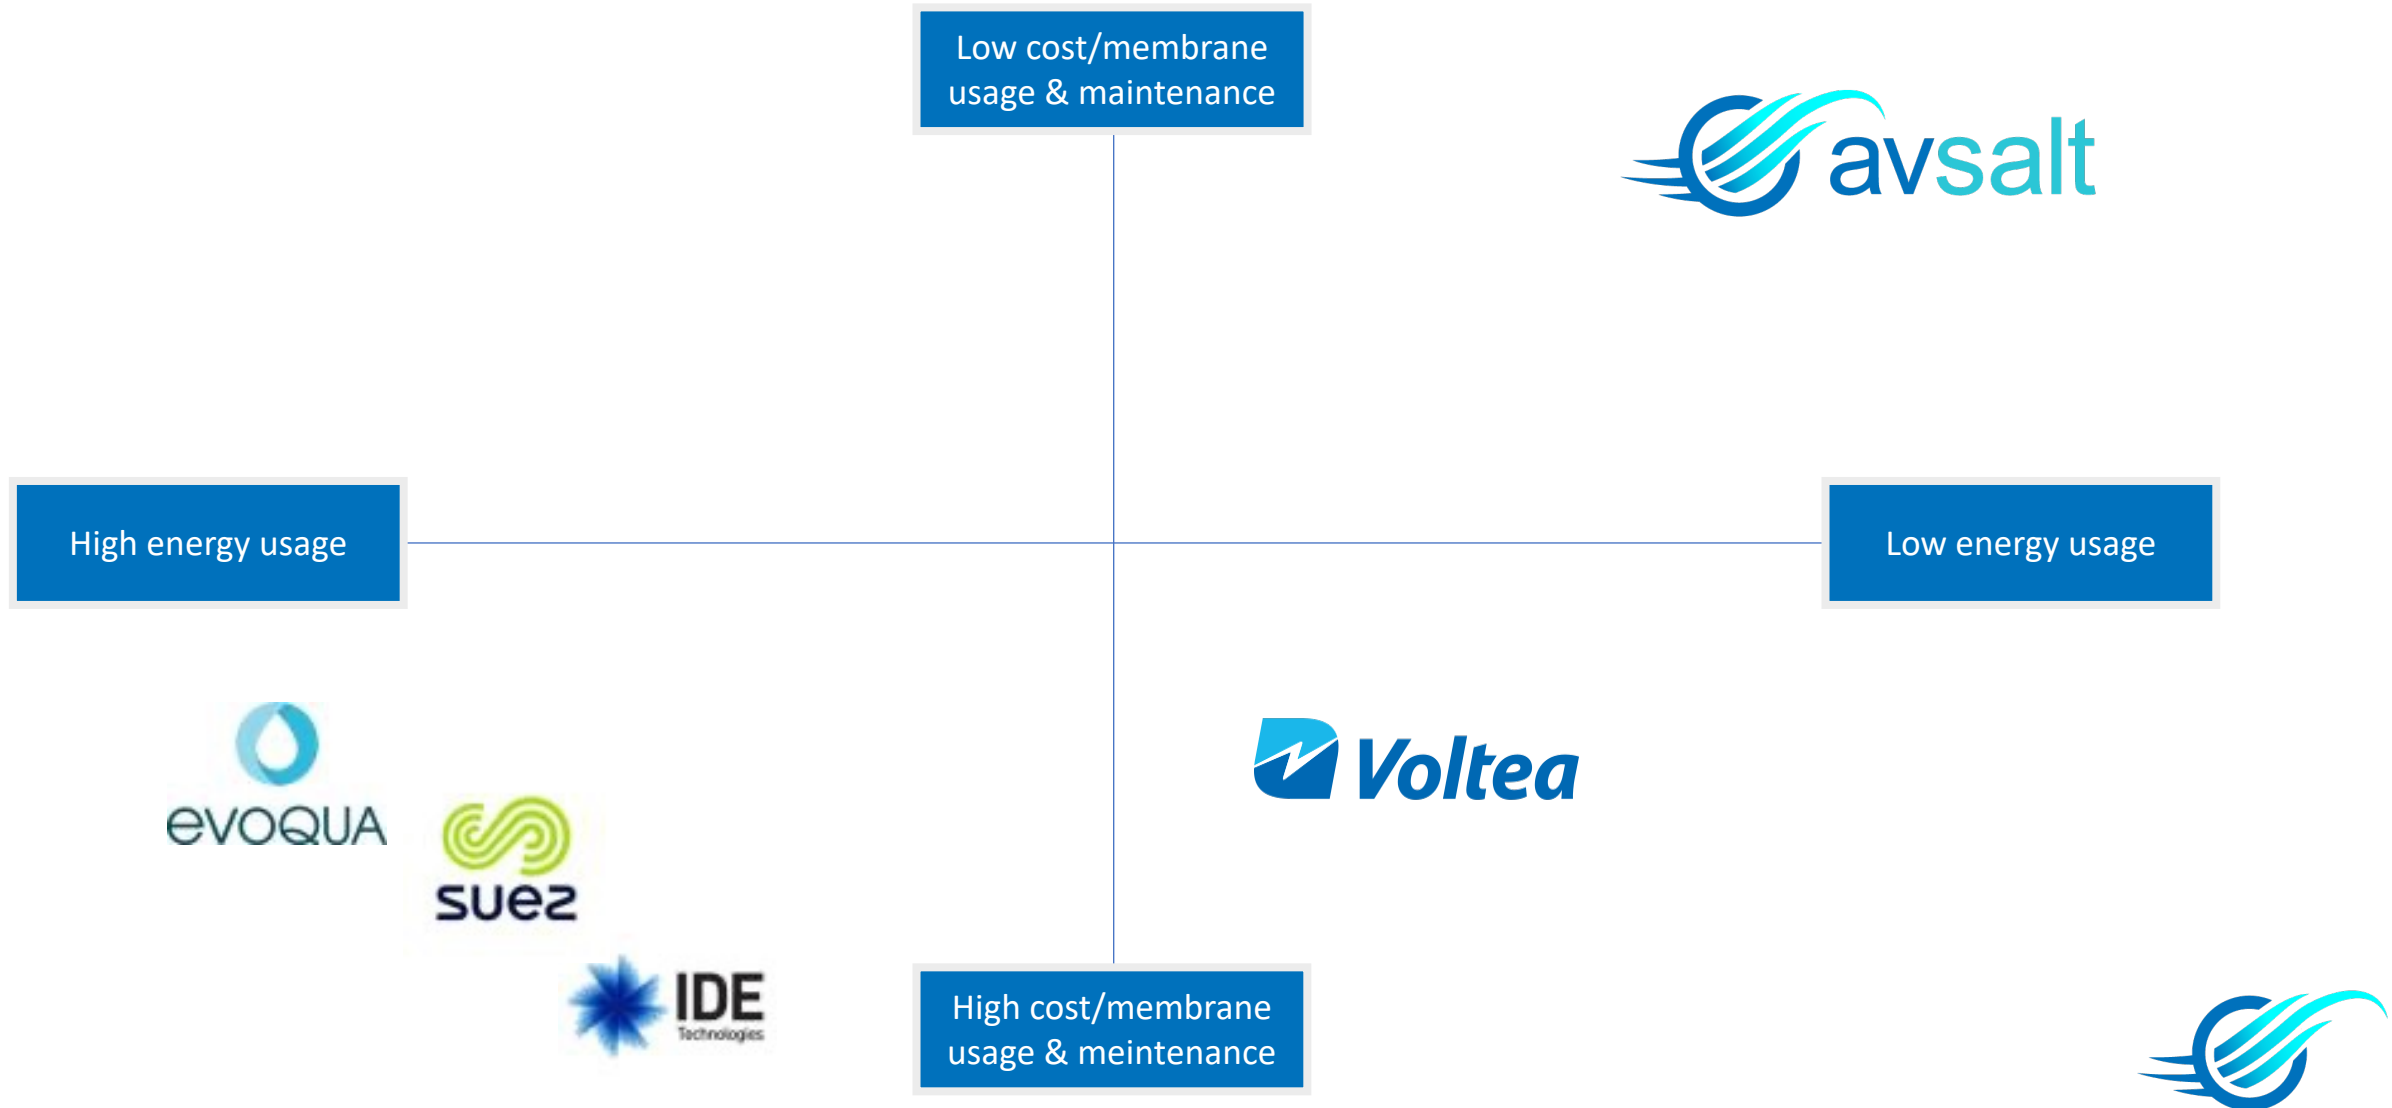 Low cost/membrane
usage & maintenance
avsalt
High energy usage
Low energy usage
evoQUA
Voltea
suez
IDE
Technologies
High cost/membrane
usage & meintenance